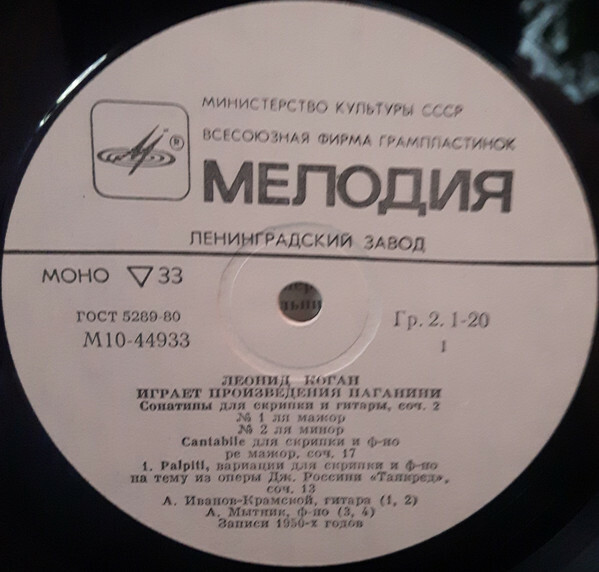 МИНИСТЕРСТВО КУЛЬТУРЫ СССР
ВСЕСОЮЗНАЯ ФИРМА ГРАМПЛАСТИНОК
®
МЕЛОДИЯ
ЛЕНИНГРАДСКИЙ ЗАВОД
МОНО ▽ 33
ГОСТ 5289-80
М10-44933
Гр. 2. 1-20
1
ЛЕОНИД КОГАН
ИГРАЕТ ПРОИЗВЕДЕНИЯ ПАГАНИНИ
Сонатины для скрипки и гитары, соч. 2
№ 1 ля мажор
№ 2 ля минор
Cantabile для скрипки и ф-но
ре мажор, соч. 17
1. Palpiti, вариации для скрипки и ф-но
на тему из оперы Дж. Россини «Танкред»,
соч. 13
А. Иванов-Крамской, гитара (1, 2)
А. Мытник, ф-но (3, 4)
Записи 1950-х годов